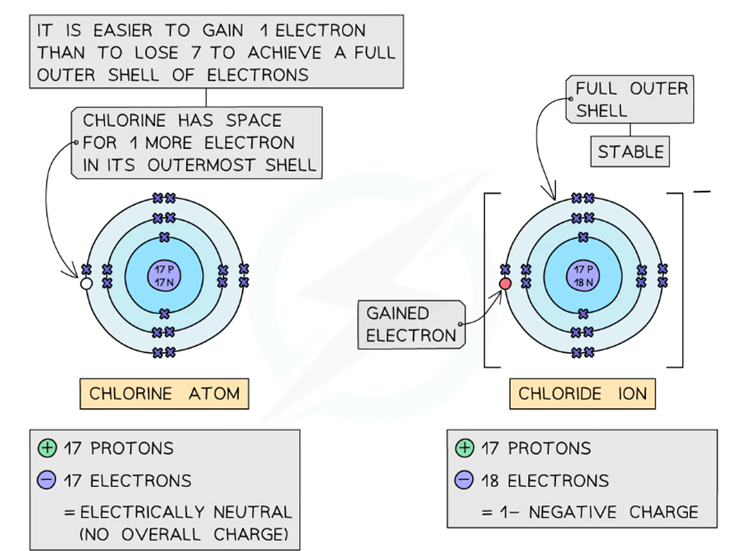 IT IS EASIER TO GAIN 1 ELECTRON
THAN TO LOSE 7 TO ACHIEVE A FULL
OUTER SHELL OF ELECTRONS
CHLORINE HAS SPACE
FOR 1 MORE ELECTRON
IN ITS OUTERMOST SHELL
FULL OUTER
SHELL
STABLE
17 P
17 N
–
17 P
18 N
GAINED
ELECTRON
CHLORINE ATOM
CHLORIDE ION
+ 17 PROTONS
– 17 ELECTRONS
= ELECTRICALLY NEUTRAL
(NO OVERALL CHARGE)
+ 17 PROTONS
– 18 ELECTRONS
= 1– NEGATIVE CHARGE